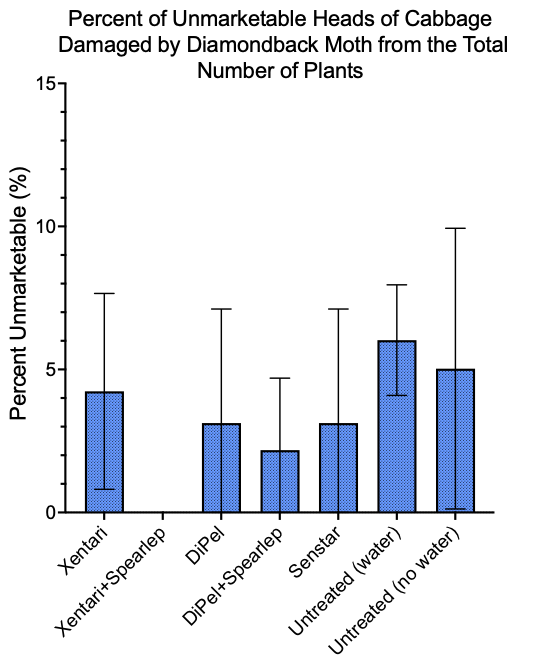 Percent of Unmarketable Heads of Cabbage
Damaged by Diamondback Moth from the Total
Number of Plants
Percent Unmarketable (%)
15
10
5
0
Xentari
Xentari+Spearlep
DiPel
DiPel+Spearlep
Senstar
Untreated (water)
Untreated (no water)